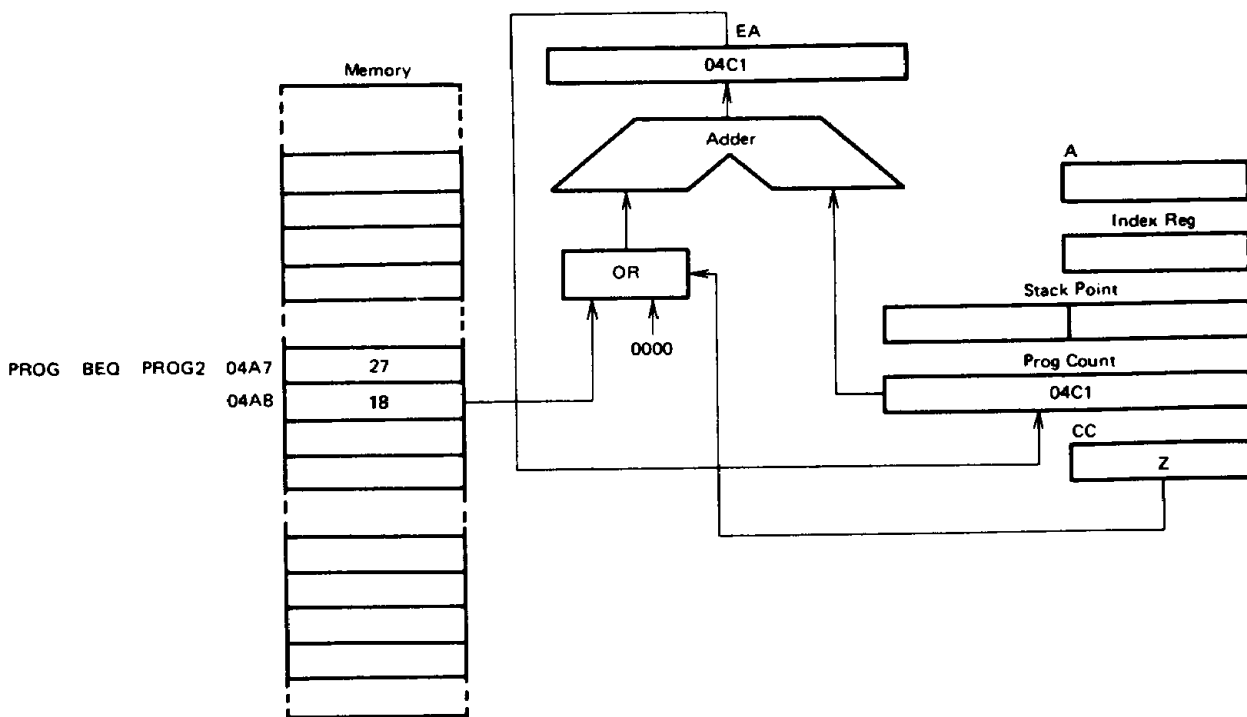 EA
04C1
Memory
Adder
A
Index Reg
OR
Stack Point
0000
PROG BEQ PROG2 04A7 27
Prog Count
04A8 18
04C1
CC
Z